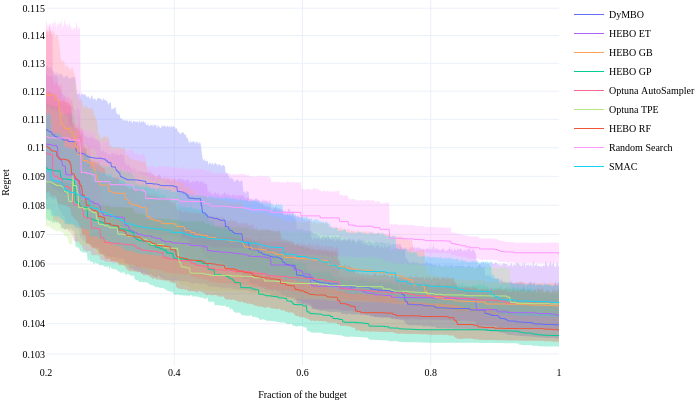 0.115
0.114
0.113
0.112
0.111
0.11
0.109
0.108
0.107
0.106
0.105
0.104
0.103
Regret
0.2
0.4
0.6
0.8
1
Fraction of the budget
DyMBO
HEBO ET
HEBO GB
HEBO GP
Optuna AutoSampler
Optuna TPE
HEBO RF
Random Search
SMAC